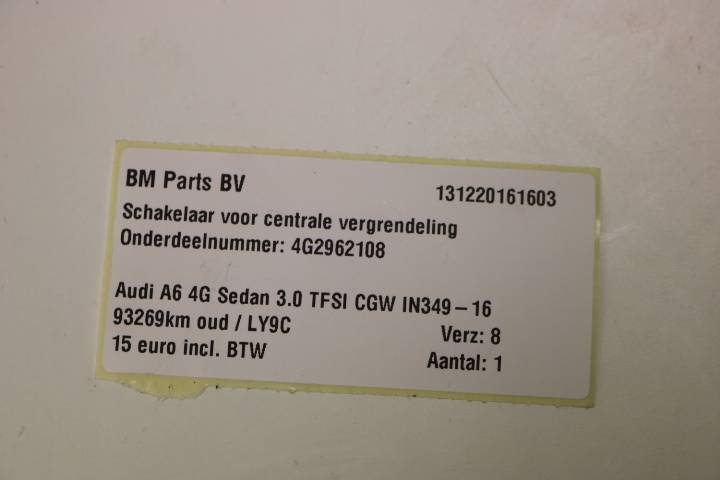 BM Parts BV 131220161603
Schakelaar voor centrale vergrendeling
Onderdeelnummer: 4G2962108
Audi A6 4G Sedan 3.0 TFSI CGW IN349-16
93269km oud / LY9C Verz: 8
15 euro incl. BTW Aantal: 1